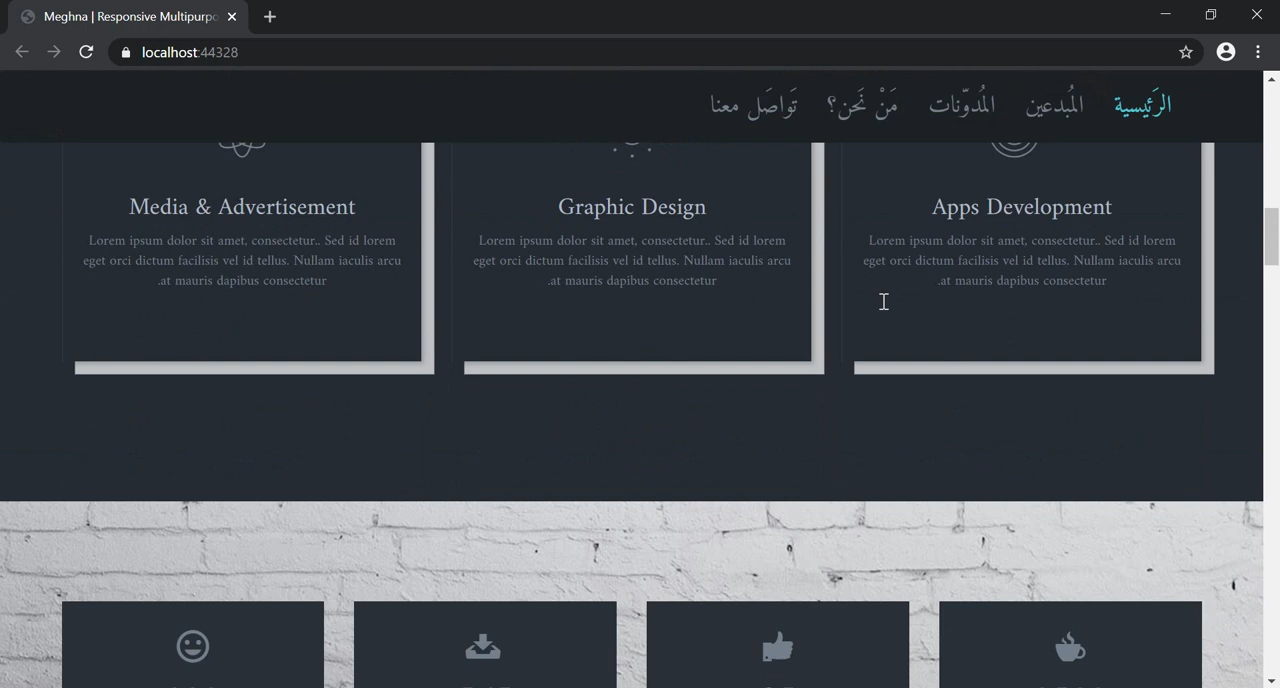 Meghna | Responsive Multipurpo
localhost:44328
الرَئيسية المُبدعين المُدوّنات مَنْ نَحن؟ تَواصَل معنا
Media & Advertisement
Lorem ipsum dolor sit amet, consectetur.. Sed id lorem
eget orci dictum facilisis vel id tellus. Nullam iaculis arcu
.at mauris dapibus consectetur
Graphic Design
Lorem ipsum dolor sit amet, consectetur.. Sed id lorem
eget orci dictum facilisis vel id tellus. Nullam iaculis arcu
.at mauris dapibus consectetur
Apps Development
Lorem ipsum dolor sit amet, consectetur.. Sed id lorem
eget orci dictum facilisis vel id tellus. Nullam iaculis arcu
.at mauris dapibus consectetur